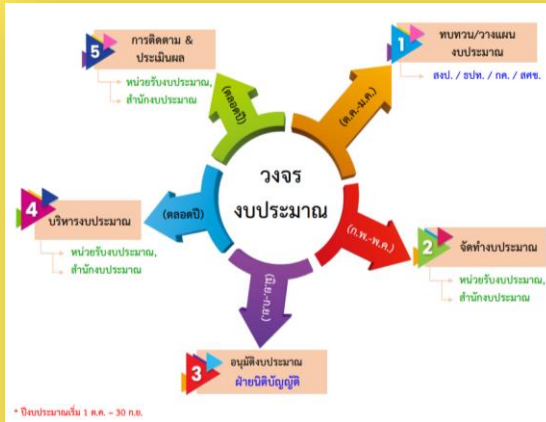 วงจร
งบประมาณ
1
ทบทวน/วางแผน
งบประมาณ
สงป. / ธปท. / กค. / สศช.
(ต.ค.-ม.ค.)
2
จัดทำงบประมาณ
หน่วยรับงบประมาณ,
สำนักงบประมาณ
(ก.พ.-พ.ค.)
3
อนุมัติงบประมาณ
ฝ่ายนิติบัญญัติ
(มิ.ย.-ก.ย.)
4
บริหารงบประมาณ
หน่วยรับงบประมาณ,
สำนักงบประมาณ
(ตลอดปี)
5
การติดตาม &
ประเมินผล
หน่วยรับงบประมาณ,
สำนักงบประมาณ
(ตลอดปี)
* ปีงบประมาณเริ่ม 1 ต.ค. - 30 ก.ย.